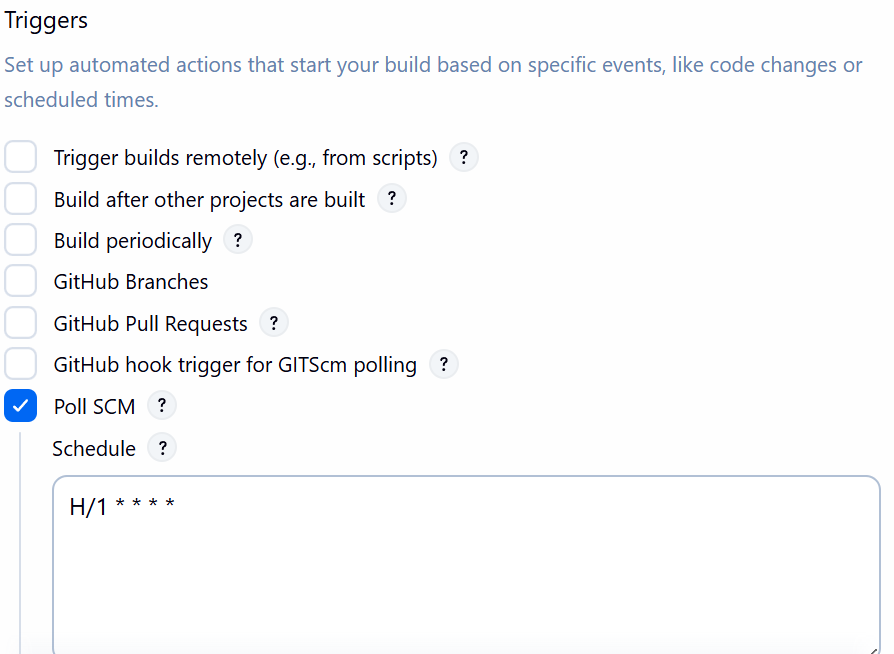 Triggers
Set up automated actions that start your build based on specific events, like code changes or
scheduled times.
Trigger builds remotely (e.g., from scripts) ?
Build after other projects are built ?
Build periodically ?
GitHub Branches
GitHub Pull Requests ?
GitHub hook trigger for GITScm polling ?
Poll SCM ?
Schedule ?
H/1 * * * *